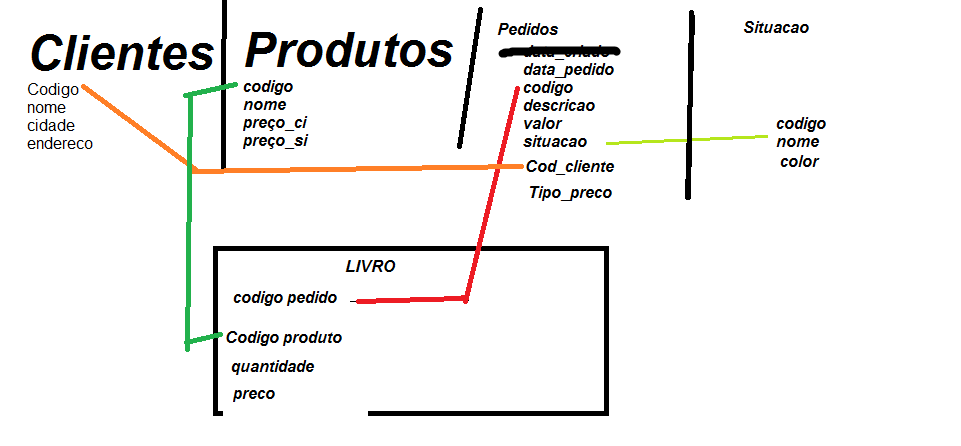 Clientes
Codigo
nome
cidade
endereco
Produtos
codigo
nome
preço_ci
preço_si
Pedidos
data_criado
data_pedido
codigo
descricao
valor
situacao
Cod_cliente
Tipo_preco
Situacao
codigo
nome
color
LIVRO
codigo pedido
Codigo produto
quantidade
preco